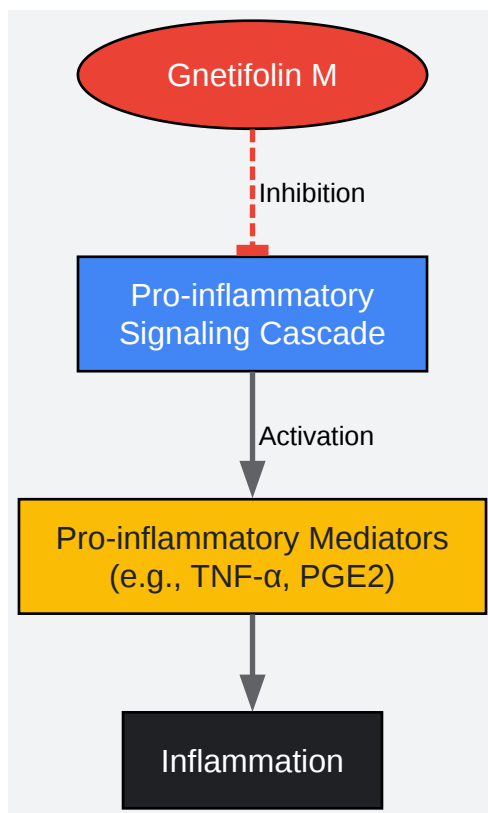 Gnetifolin M
Inhibition
Pro-inflammatory
Signaling Cascade
Activation
Pro-inflammatory Mediators
(e.g., TNF-α, PGE2)
Inflammation